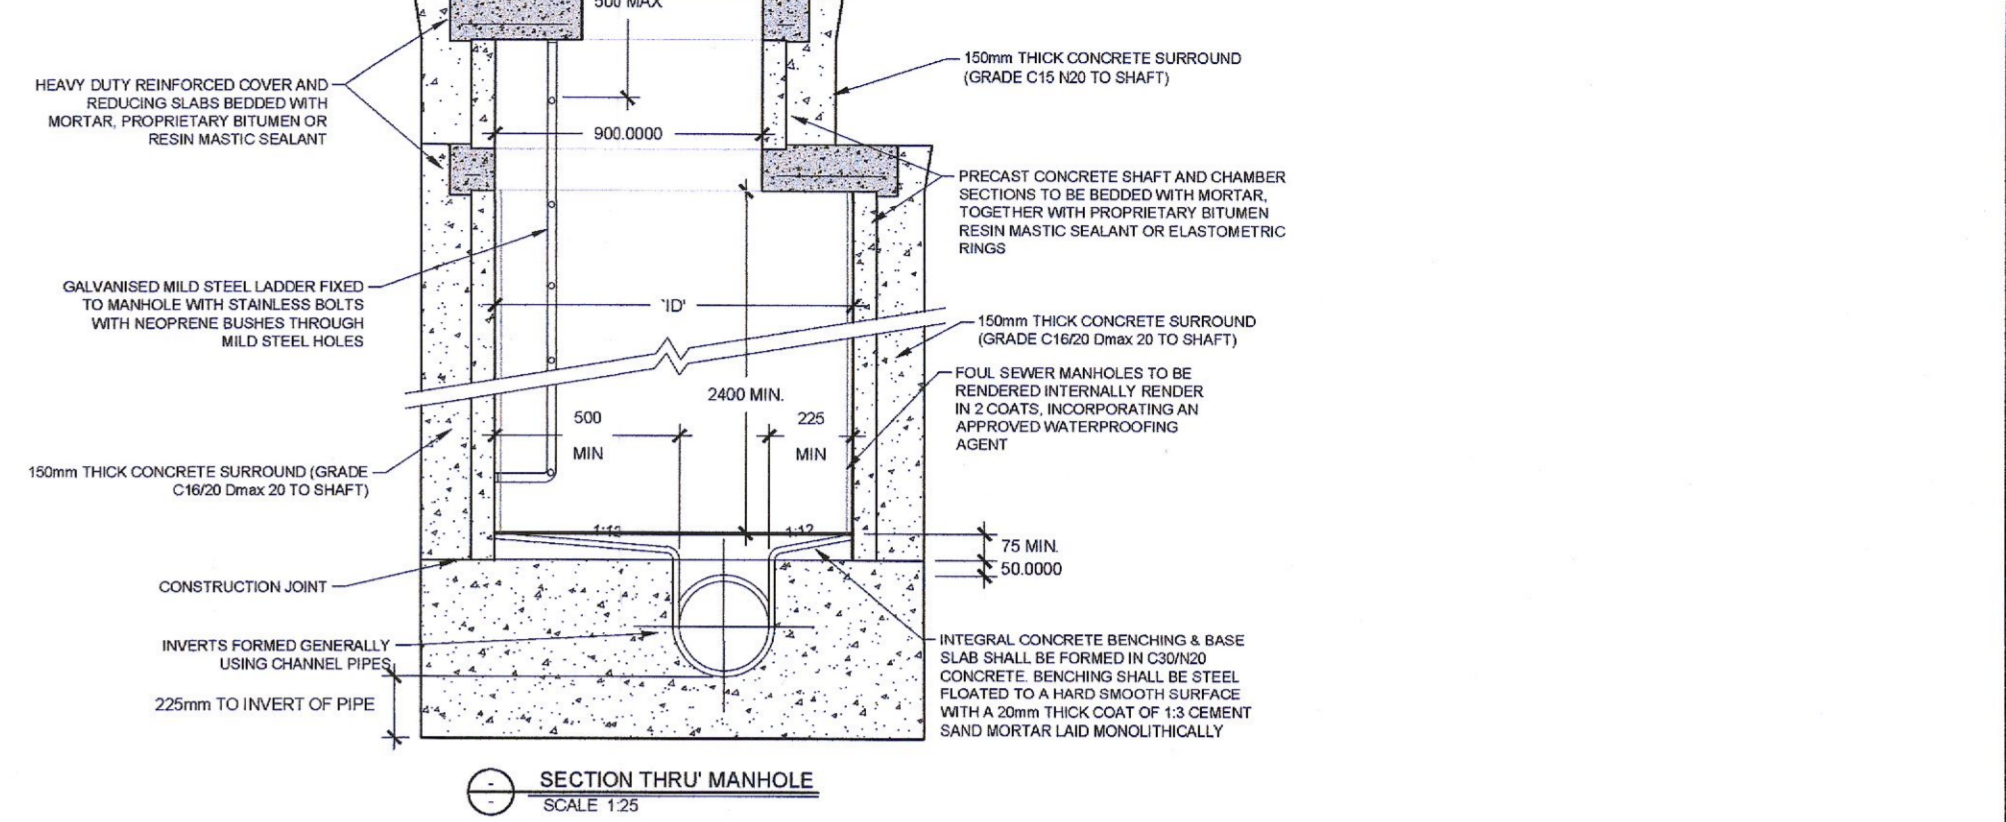 500 MAX
HEAVY DUTY REINFORCED COVER AND
REDUCING SLABS BEDDED WITH
MORTAR, PROPRIETARY BITUMEN OR
RESIN MASTIC SEALANT
150mm THICK CONCRETE SURROUND
(GRADE C15 N20 TO SHAFT)
900.0000
PRECAST CONCRETE SHAFT AND CHAMBER
SECTIONS TO BE BEDDED WITH MORTAR,
TOGETHER WITH PROPRIETARY BITUMEN
RESIN MASTIC SEALANT OR ELASTOMETRIC
RINGS
GALVANISED MILD STEEL LADDER FIXED
TO MANHOLE WITH STAINLESS BOLTS
WITH NEOPRENE BUSHES THROUGH
MILD STEEL HOLES
'ID'
150mm THICK CONCRETE SURROUND
(GRADE C16/20 Dmax 20 TO SHAFT)
FOUL SEWER MANHOLES TO BE
RENDERED INTERNALLY RENDER
IN 2 COATS, INCORPORATING AN
APPROVED WATERPROOFING
AGENT
2400 MIN.
500
MIN
225
MIN
150mm THICK CONCRETE SURROUND (GRADE
C16/20 Dmax 20 TO SHAFT)
1:12
1:12
75 MIN.
50.0000
CONSTRUCTION JOINT
INVERTS FORMED GENERALLY
USING CHANNEL PIPES
225mm TO INVERT OF PIPE
INTEGRAL CONCRETE BENCHING & BASE
SLAB SHALL BE FORMED IN C30/N20
CONCRETE. BENCHING SHALL BE STEEL
FLOATED TO A HARD SMOOTH SURFACE
WITH A 20mm THICK COAT OF 1:3 CEMENT
SAND MORTAR LAID MONOLITHICALLY
-
-
SECTION THRU' MANHOLE
SCALE 1:25